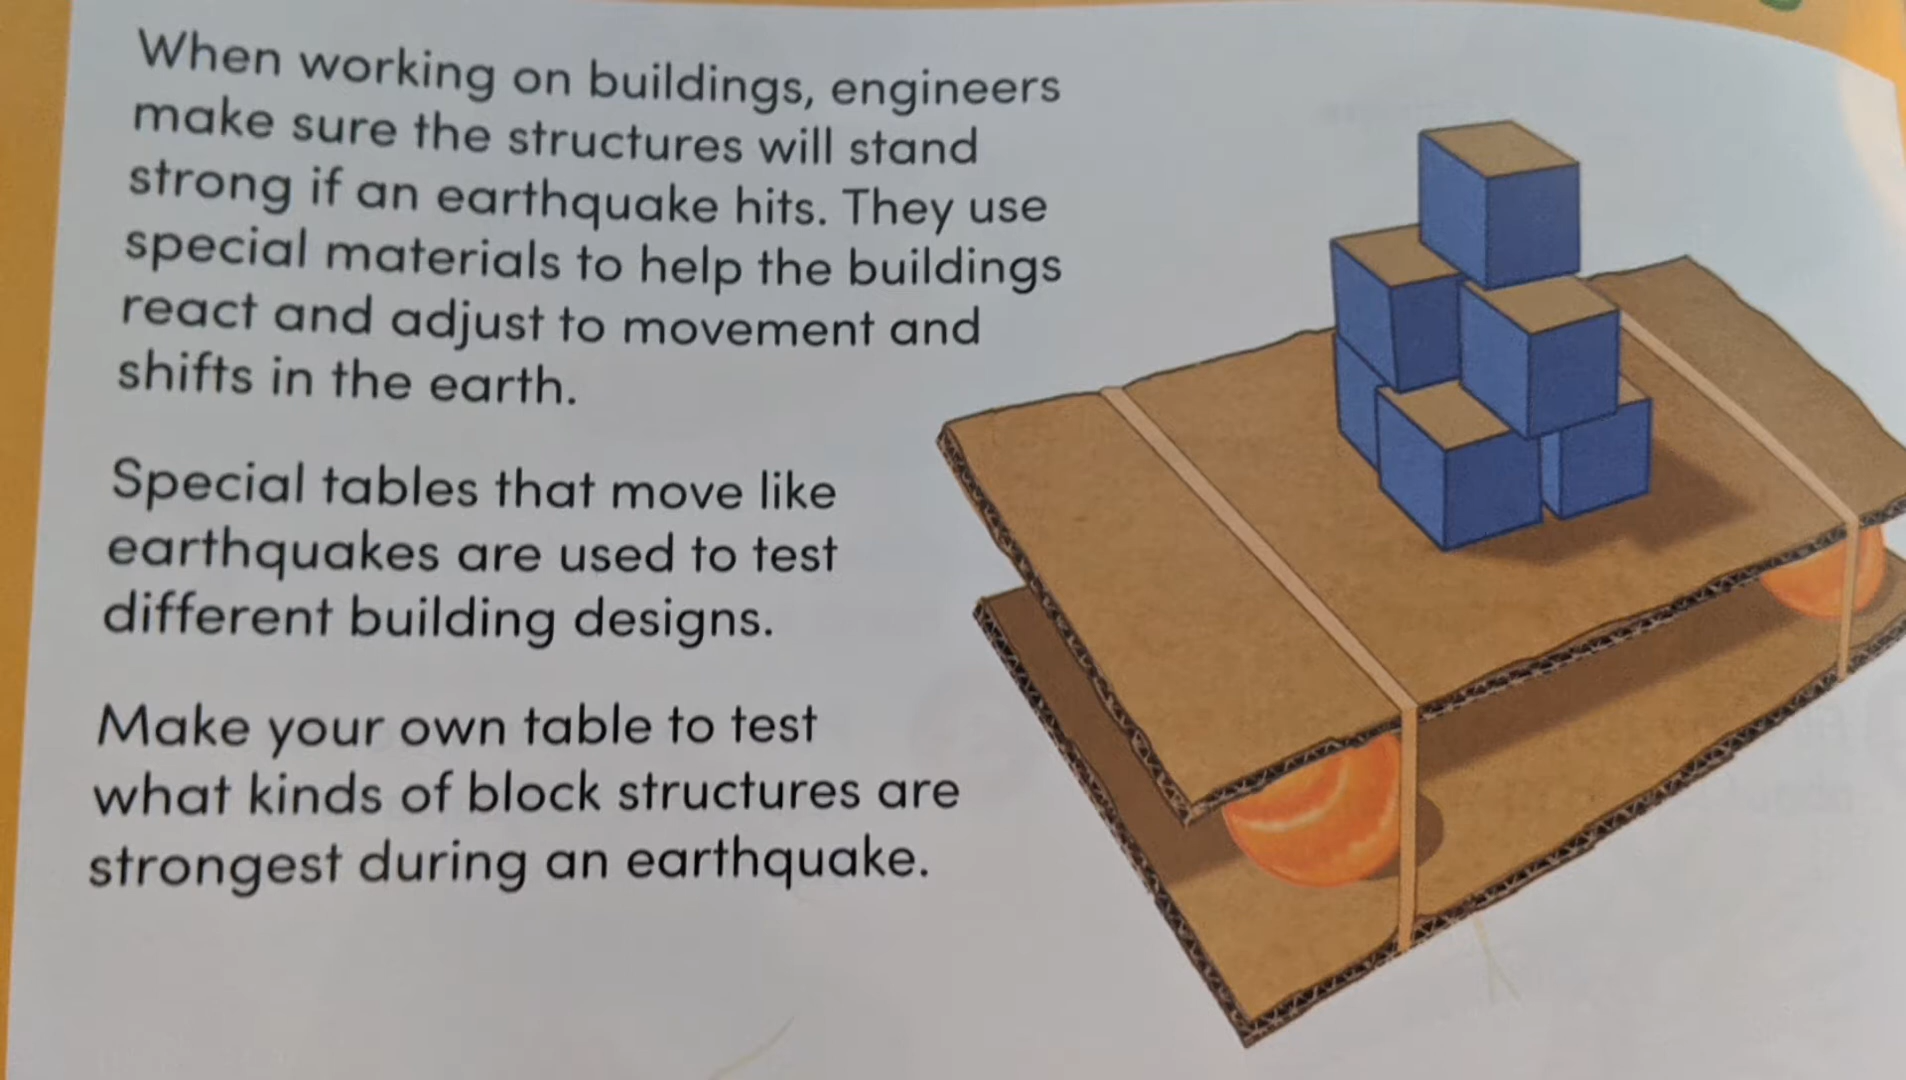 When working on buildings, engineers
make sure the structures will stand
strong if an earthquake hits. They use
special materials to help the buildings
react and adjust to movement and
shifts in the earth.
Special tables that move like
earthquakes are used to test
different building designs.
Make your own table to test
what kinds of block structures are
strongest during an earthquake.